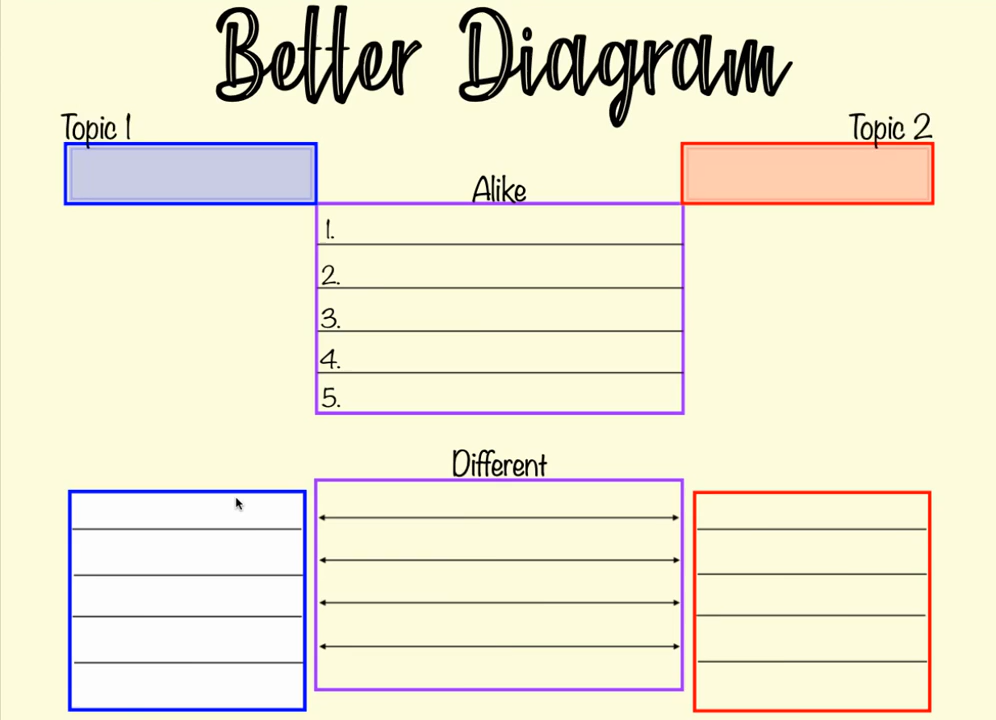 Better Diagram
Topic 1
Topic 2
Alike
1.
2.
3.
4.
5.
Different